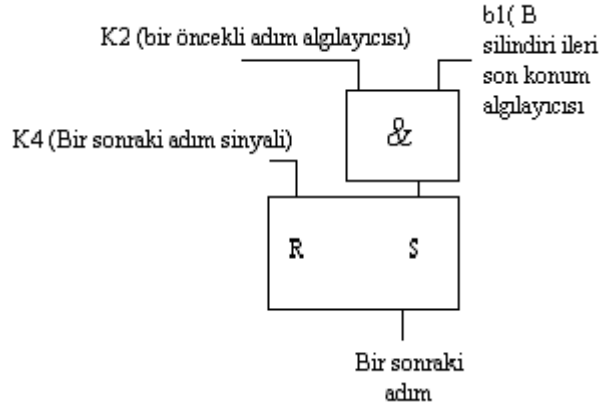 K2 (bir öncekli adım algılayıcısı)
b1( B
silindiri ileri
son konum
algılayıcısı
&
K4 (Bir sonraki adım sinyali)
R S
Bir sonraki
adım